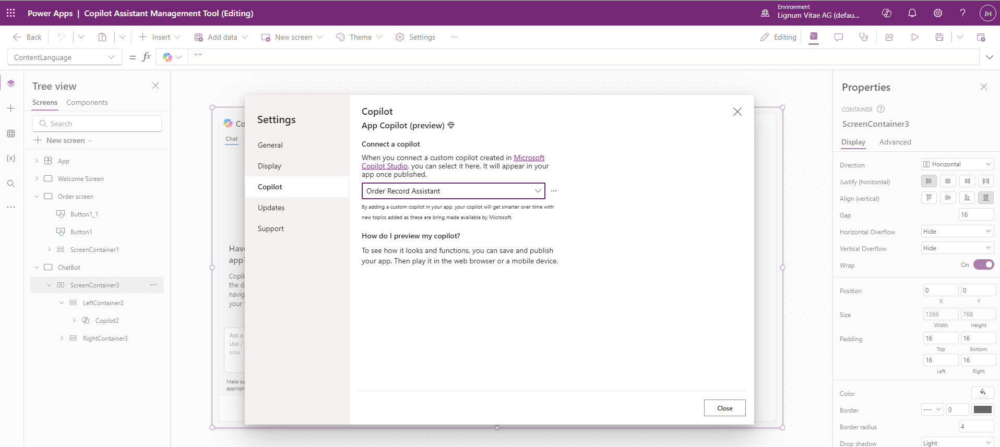 Power Apps | Copilot Assistant Management Tool (Editing)
Environment
Lignum Vitae AG (defau...
JH
Back
Insert
Add data
New screen
Theme
Settings
...
Editing
ContentLanguage
= fx
""
Tree view
Screens
Components
Search
New screen
App
Welcome Screen
Order screen
Button1_1
Button1
ScreenContainer1
ChatBot
ScreenContainer3
...
LeftContainer2
Copilot2
RightContainer3
Co
Chat
Have
app?
Copil
the d
navig
your
Ask a
Use /
0/500
Make su
approp
Settings
General
Display
Copilot
Updates
Support
Copilot
App Copilot (preview)
Connect a copilot
When you connect a custom copilot created in Microsoft
Copilot Studio, you can select it here. It will appear in your
app once published.
Order Record Assistant
...
By adding a custom copilot in your app, your copilot will get smarter over time with
new topics added as these are bring made available by Microsoft.
How do I preview my copilot?
To see how it looks and functions, you can save and publish
your app. Then play it in the web browser or a mobile device.
Close
Properties
CONTAINER
ScreenContainer3
Display
Advanced
Direction
Horizontal
Justify (horizontal)
Align (vertical)
Gap
16
Horizontal Overflow
Hide
Vertical Overflow
Hide
Wrap
On
Position
0
0
X
Y
Size
1366
768
Width
Height
Padding
16
16
Top
Bottom
16
16
Left
Right
Color
Border
0
Border radius
4
Drop shadow
Light